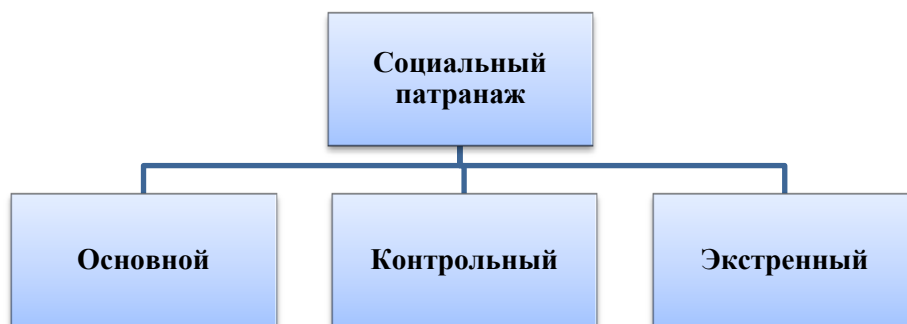 Социальный
патранаж
Основной
Контрольный
Экстренный